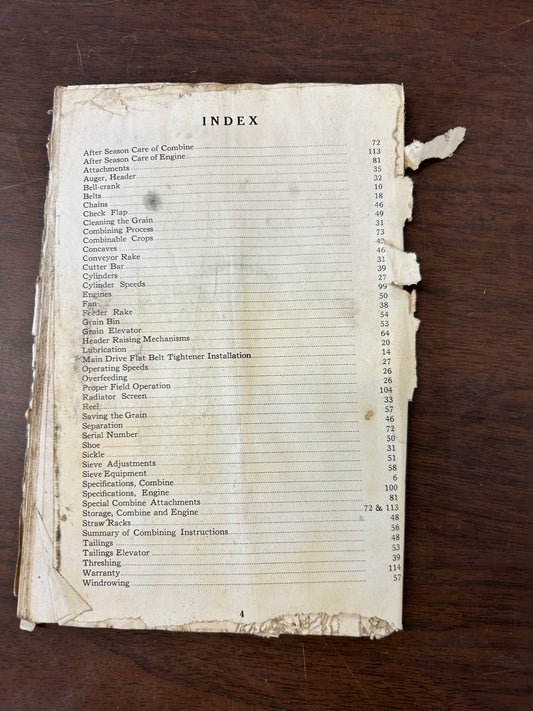 INDEX
After Season Care of Combine 72
After Season Care of Engine 113
Attachments 81
Auger, Header 35
Bell-crank 32
Belts 10
Chains 18
Check Flap 46
Cleaning the Grain 49
Combining Process 31
Combinable Crops 73
Concaves
Conveyor Rake 46
Cutter Bar 31
Cylinders 39
Cylinder Speeds 27
Engines 99
Fan 50
Feeder Rake 38
Grain Bin 54
Grain Elevator 53
Header Raising Mechanisms 64
Lubrication 20
Main Drive Flat Belt Tightener Installation 14
Operating Speeds 27
Overfeeding 26
Proper Field Operation 26
Radiator Screen 104
Reel 33
Saving the Grain 57
Separation 46
Serial Number 72
Shoe 50
Sickle 31
Sieve Adjustments 51
Sieve Equipment 58
Specifications, Combine 6
Specifications, Engine 100
Special Combine Attachments 81
Storage, Combine and Engine 72 & 113
Straw Racks 48
Summary of Combining Instructions 56
Tailings 48
Tailings Elevator 53
Threshing 39
Warranty 114
Windrowing 57
4